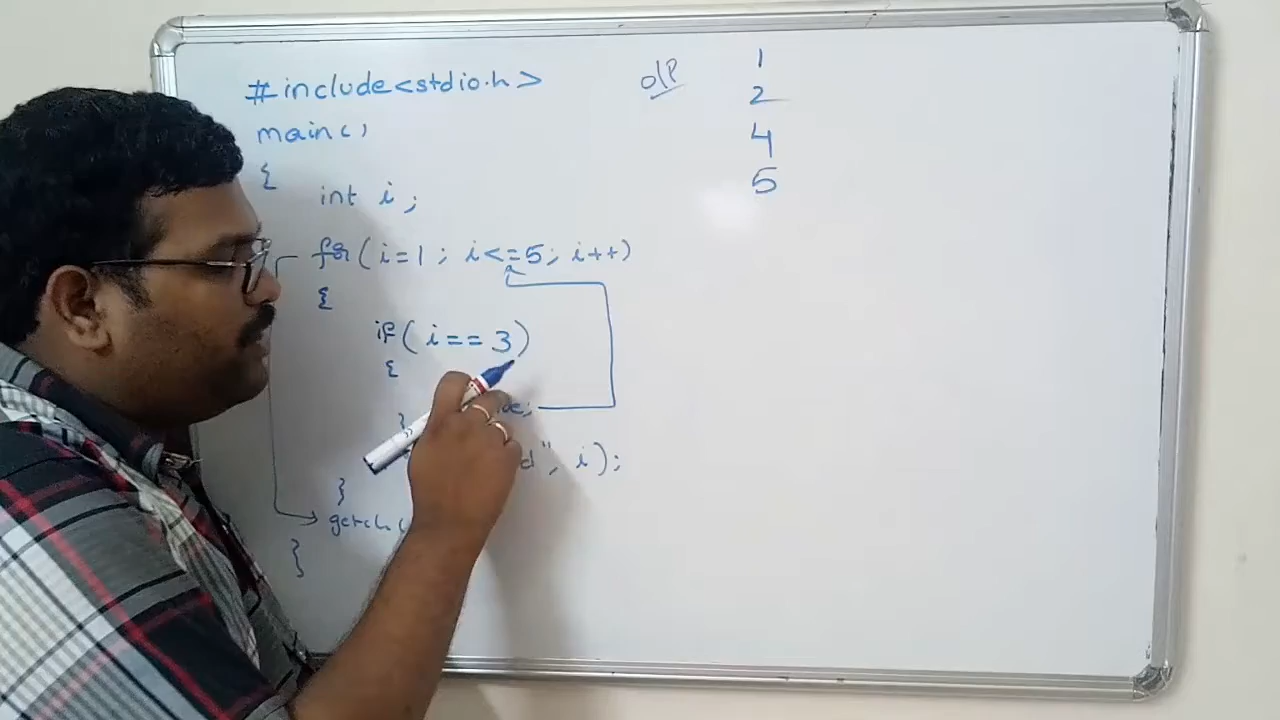 #include<stdio.h>
main()
{
int i;
for(i=1; i<=5; i++)
{
if(i==3)
{
}
", i);
}
getch(
}
o/p
1
2
4
5